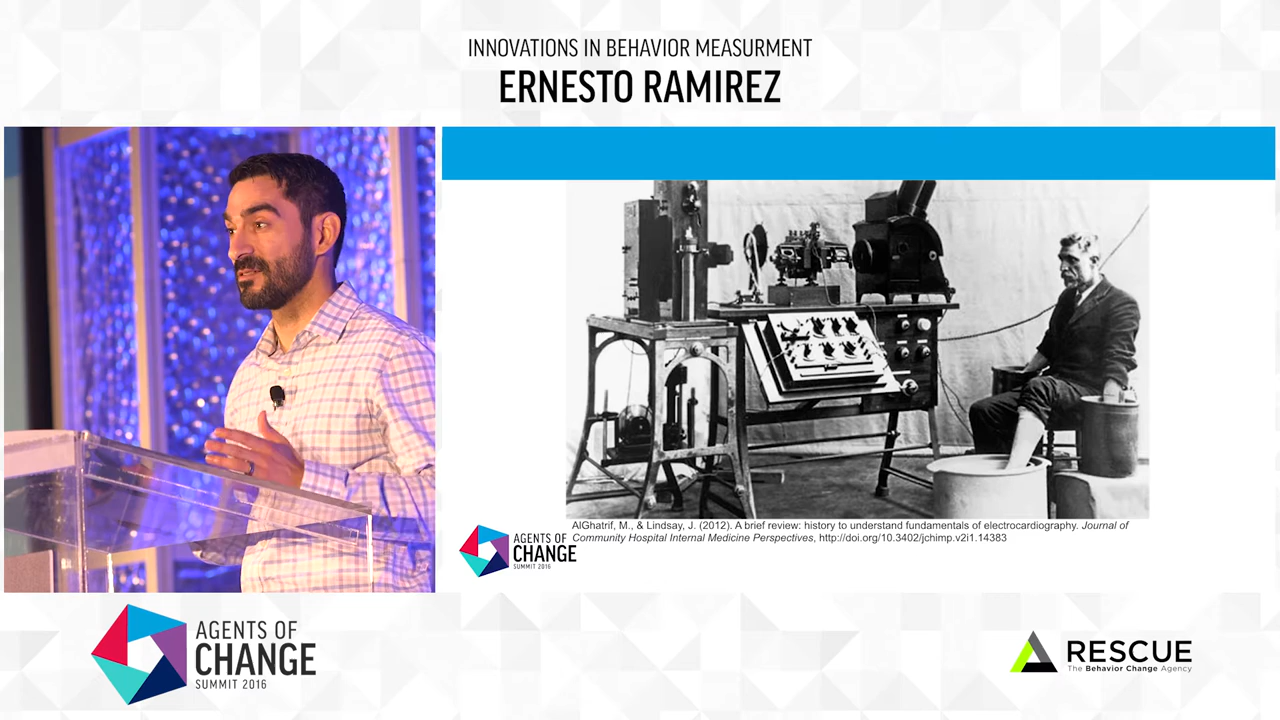 INNOVATIONS IN BEHAVIOR MEASURMENT
ERNESTO RAMIREZ
AlGhatrif, M., & Lindsay, J. (2012). A brief review: history to understand fundamentals of electrocardiography. Journal of
Community Hospital Internal Medicine Perspectives, http://doi.org/10.3402/jchimp.v2i1.14383
AGENTS OF
CHANGE
SUMMIT 2016
AGENTS OF
CHANGE
SUMMIT 2016
RESCUE
The Behavior Change Agency